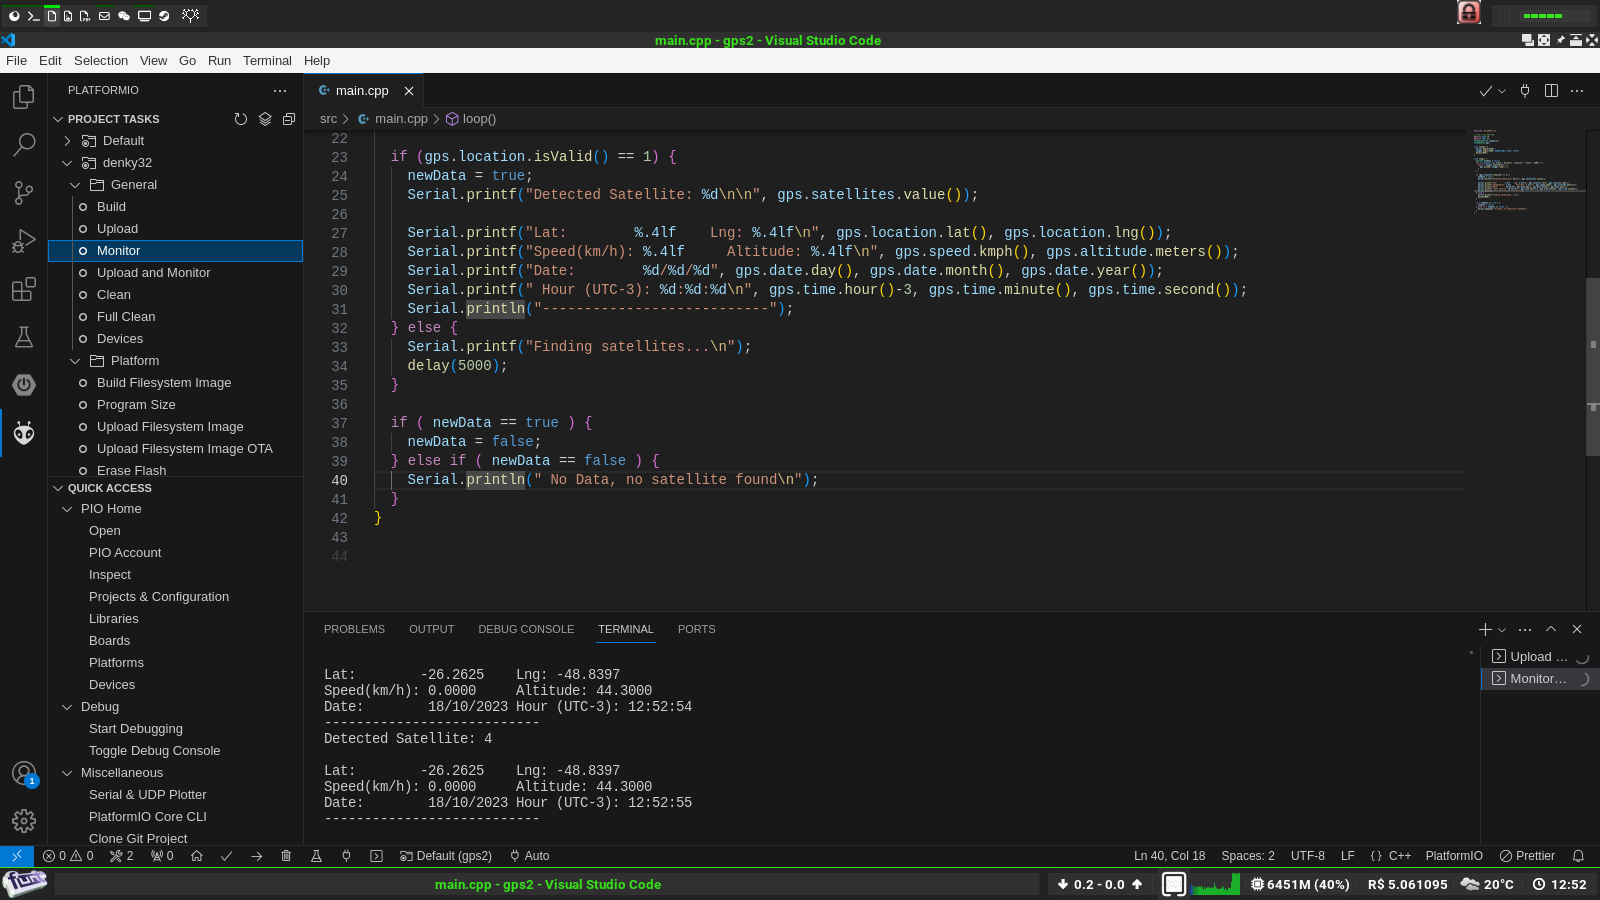 main.cpp - gps2 - Visual Studio Code
File Edit Selection View Go Run Terminal Help
PLATFORMIO
main.cpp
PROJECT TASKS
src > main.cpp > loop()
Default
denky32
General
Build
Upload
Monitor
Upload and Monitor
Clean
Full Clean
Devices
Platform
Build Filesystem Image
Program Size
Upload Filesystem Image
Upload Filesystem Image OTA
Erase Flash
QUICK ACCESS
PIO Home
Open
PIO Account
Inspect
Projects & Configuration
Libraries
Boards
Platforms
Devices
Debug
Start Debugging
Toggle Debug Console
Miscellaneous
Serial & UDP Plotter
PlatformIO Core CLI
Clone Git Project
1
22
23 if (gps.location.isValid() == 1) {
24 newData = true;
25 Serial.printf("Detected Satellite: %d\n\n", gps.satellites.value());
26
27 Serial.printf("Lat:        %.4lf    Lng: %.4lf\n", gps.location.lat(), gps.location.lng());
28 Serial.printf("Speed(km/h): %.4lf     Altitude: %.4lf\n", gps.speed.kmph(), gps.altitude.meters());
29 Serial.printf("Date:        %d/%d/%d", gps.date.day(), gps.date.month(), gps.date.year());
30 Serial.printf(" Hour (UTC-3): %d:%d:%d\n", gps.time.hour()-3, gps.time.minute(), gps.time.second());
31 Serial.println("---------------------------");
32 } else {
33 Serial.printf("Finding satellites...\n");
34 delay(5000);
35 }
36
37 if ( newData == true ) {
38 newData = false;
39 } else if ( newData == false ) {
40 Serial.println(" No Data, no satellite found\n");
41 }
42 }
43
44
PROBLEMS OUTPUT DEBUG CONSOLE TERMINAL PORTS
Upload ...
Monitor...
Lat:        -26.2625    Lng: -48.8397
Speed(km/h): 0.0000     Altitude: 44.3000
Date:        18/10/2023 Hour (UTC-3): 12:52:54
---------------------------
Detected Satellite: 4
Lat:        -26.2625    Lng: -48.8397
Speed(km/h): 0.0000     Altitude: 44.3000
Date:        18/10/2023 Hour (UTC-3): 12:52:55
---------------------------
0 0 2 0 Default (gps2) Auto Ln 40, Col 18 Spaces: 2 UTF-8 LF {} C++ PlatformIO Prettier
main.cpp - gps2 - Visual Studio Code 0.2 - 0.0 6451M (40%) R$ 5.061095 20°C 12:52